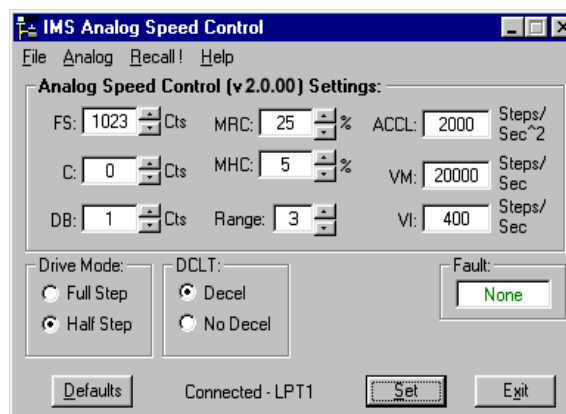 IMS Analog Speed Control
File Analog Recall! Help
Analog Speed Control (v 2.0.00) Settings:
FS: 1023 Cts MRC: 25 % ACCL: 2000 Steps/Sec^2
C: 0 Cts MHC: 5 % VM: 20000 Steps/Sec
DB: 1 Cts Range: 3 VI: 400 Steps/Sec
Drive Mode: DCLT: Fault:
Full Step Decel None
Half Step No Decel
Defaults Connected - LPT1 Set Exit